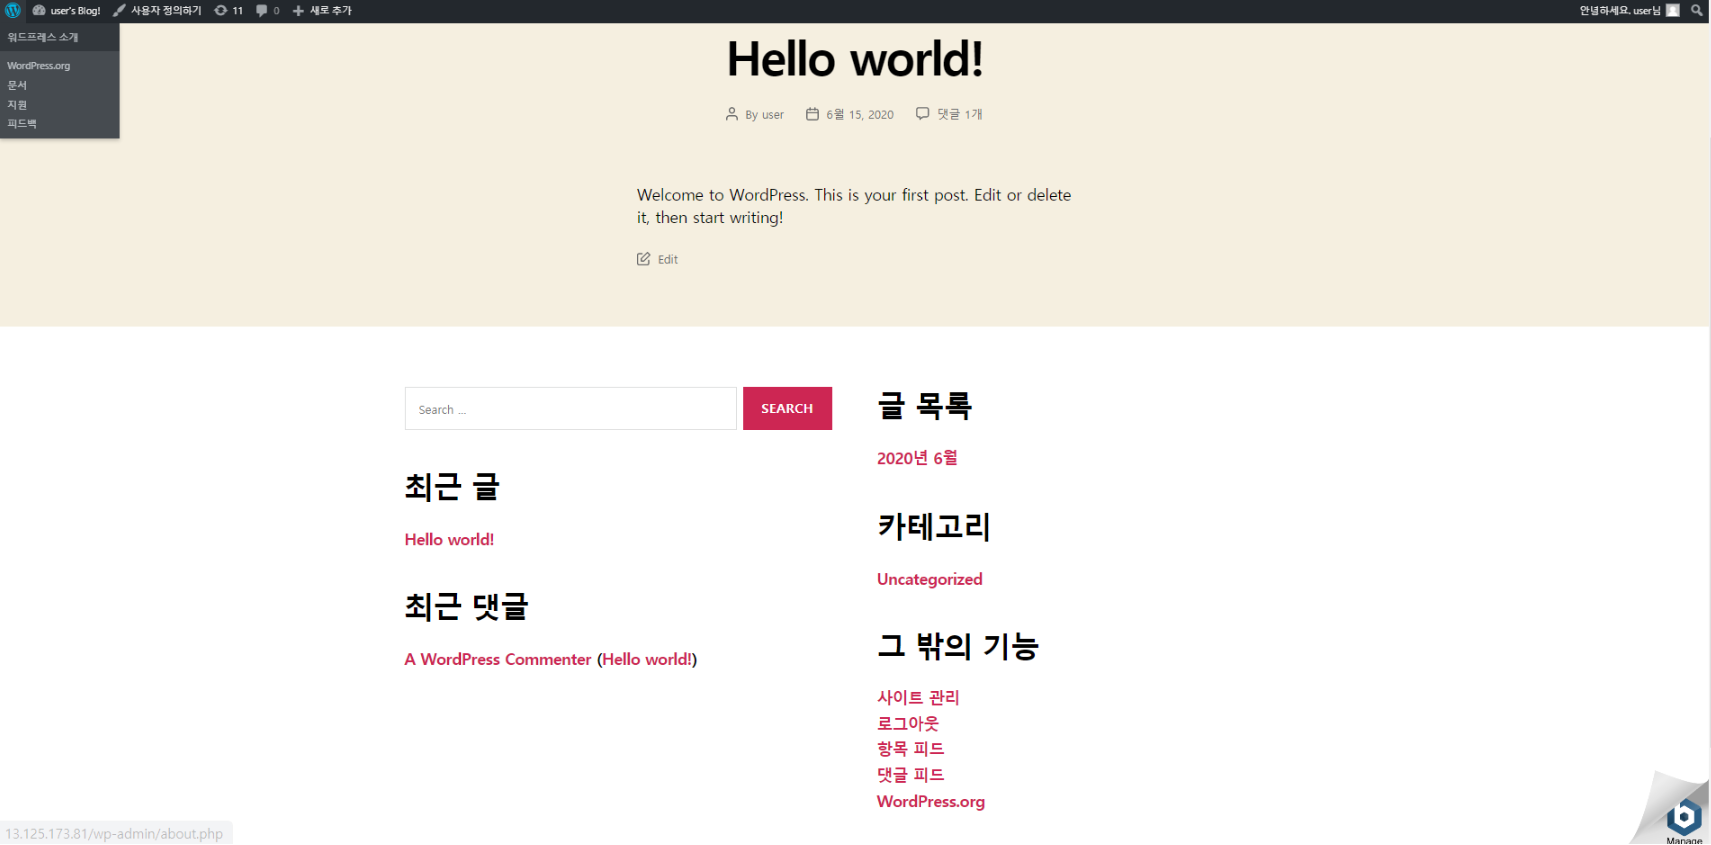 user's Blog! 사용자 정의하기 11 0 새로 추가 안녕하세요. user님
워드프레스 소개
WordPress.org
문서
지원
피드백
Hello world!
By user 6월 15, 2020 댓글 1개
Welcome to WordPress. This is your first post. Edit or delete
it, then start writing!
Edit
Search ...
SEARCH
최근 글
Hello world!
최근 댓글
A WordPress Commenter (Hello world!)
글 목록
2020년 6월
카테고리
Uncategorized
그 밖의 기능
사이트 관리
로그아웃
항목 피드
댓글 피드
WordPress.org
13.125.173.81/wp-admin/about.php
Manage